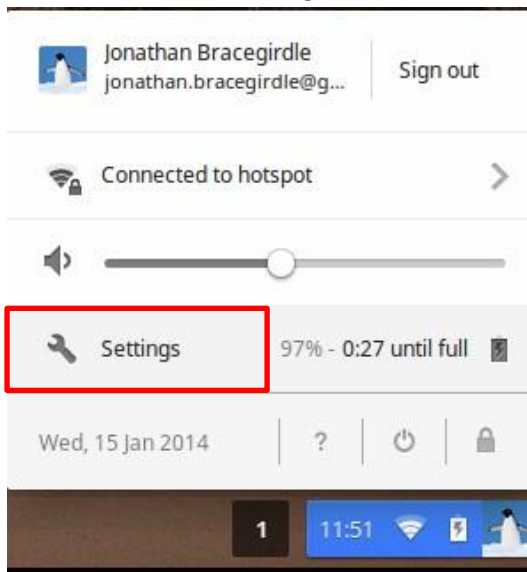 Jonathan Bracegirdle
jonathan.bracegirdle@g...
Sign out
Connected to hotspot
Settings
97% - 0:27 until full
Wed, 15 Jan 2014
?
1
11:51